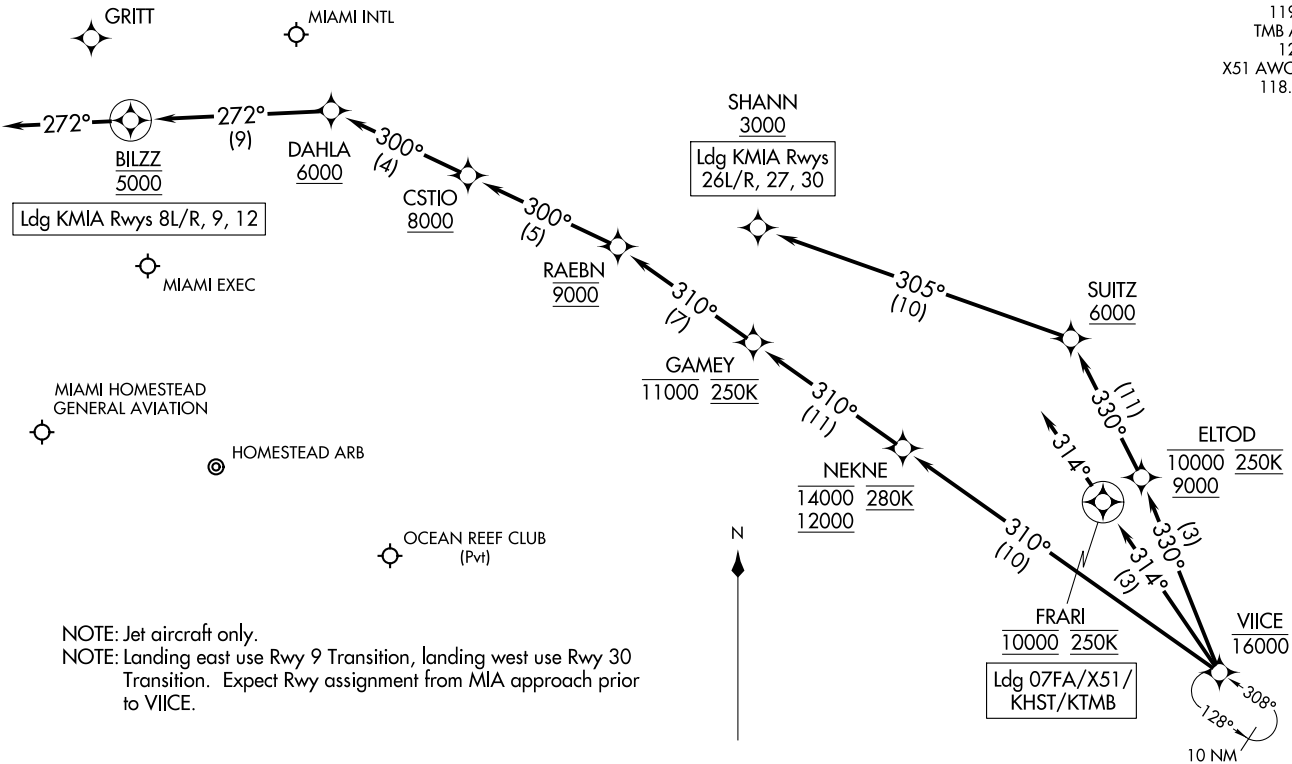 GRITT
MIAMI INTL
119
TMB A
12
X51 AWO
118.
272°
272°
(9)
BILZZ
5000
Ldg KMIA Rwys 8L/R, 9, 12
DAHLA
6000
300°
(4)
CSTIO
8000
300°
(5)
RAEBN
9000
SHANN
3000
Ldg KMIA Rwys
26L/R, 27, 30
MIAMI EXEC
310°
(7)
305°
(10)
SUITZ
6000
GAMEY
11000 250K
310°
(11)
MIAMI HOMESTEAD
GENERAL AVIATION
HOMESTEAD ARB
330°
(11)
314°
ELTOD
10000 250K
9000
NEKNE
14000 280K
12000
OCEAN REEF CLUB
(Pvt)
N
310°
(10)
314°
(3)
330°
(3)
FRARI
10000 250K
Ldg 07FA/X51/
KHST/KTMB
VIICE
16000
308°
128°
10 NM
NOTE: Jet aircraft only.
NOTE: Landing east use Rwy 9 Transition, landing west use Rwy 30
Transition. Expect Rwy assignment from MIA approach prior
to VIICE.